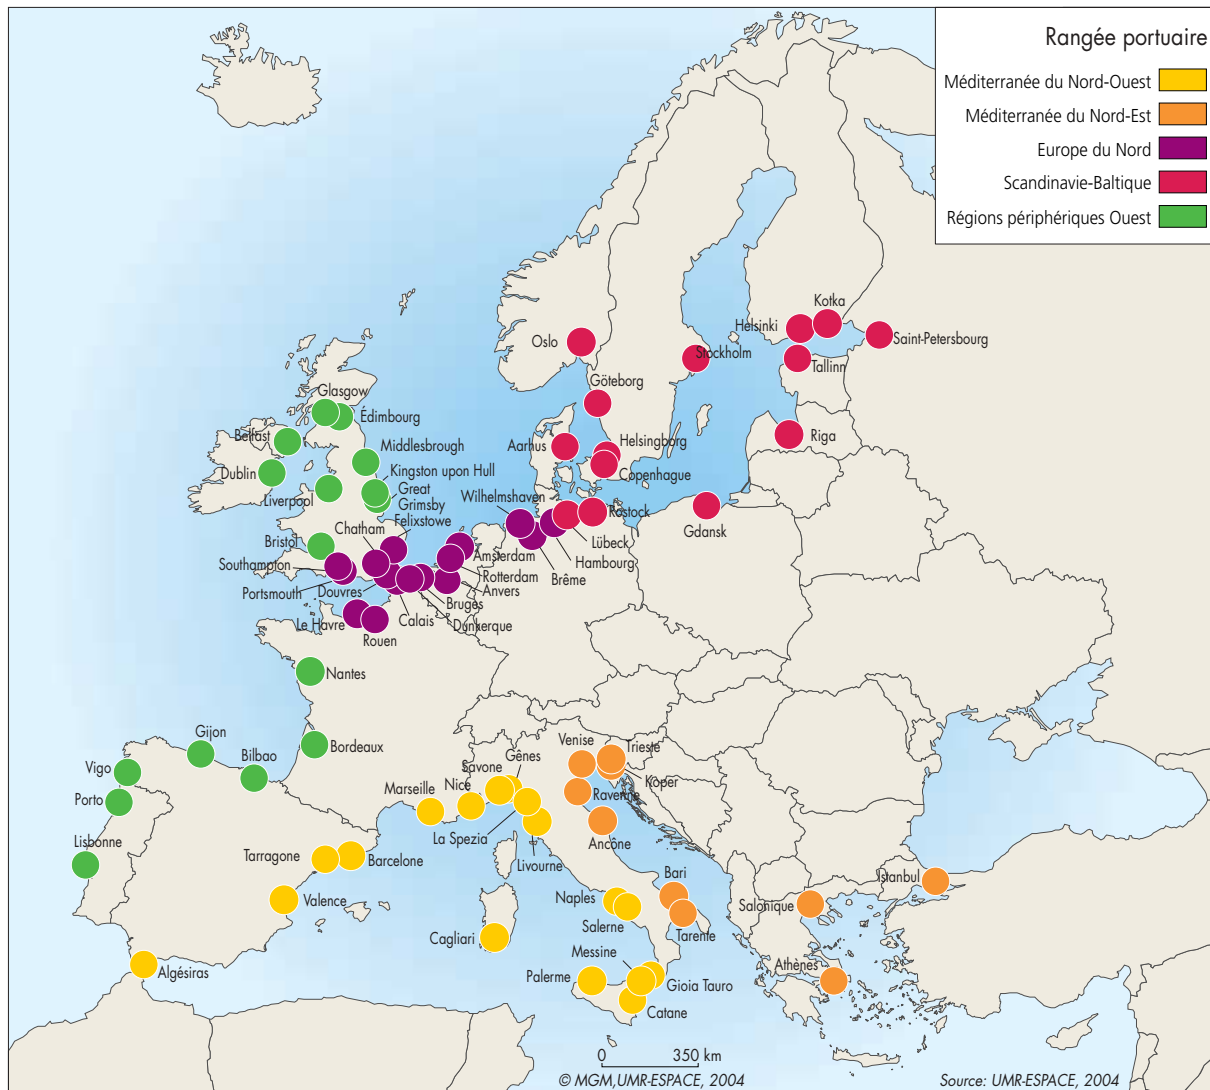 Rangée portuaire
Méditerranée du Nord-Ouest
Méditerranée du Nord-Est
Europe du Nord
Scandinavie-Baltique
Régions périphériques Ouest
Kotka
Helsinki
Saint-Petersbourg
Oslo
Stockholm
Tallinn
Göteborg
Glasgow
Édimbourg
Belfast
Middlesbrough
Aarhus
Helsingborg
Riga
Dublin
Kingston upon Hull
Copenhague
Liverpool
Great
Grimsby
Wilhelmshaven
Rostock
Gdansk
Felixstowe
Chatham
Lübeck
Bristol
Amsterdam
Hambourg
Southampton
Rotterdam
Brême
Portsmouth
Douvres
Anvers
Bruges
Le Havre
Calais
Dunkerque
Rouen
Nantes
Gijon
Bordeaux
Venise
Trieste
Bilbao
Gênes
Savone
Vigo
Nice
Koper
Marseille
Porto
Ravenne
La Spezia
Ancône
Lisbonne
Livourne
Tarragone
Barcelone
Bari
Istanbul
Valence
Naples
Salonique
Salerne
Tarente
Cagliari
Messine
Athènes
Algésiras
Palerme
Gioia Tauro
Catane
0 350 km
© MGM,UMR-ESPACE, 2004
Source: UMR-ESPACE, 2004